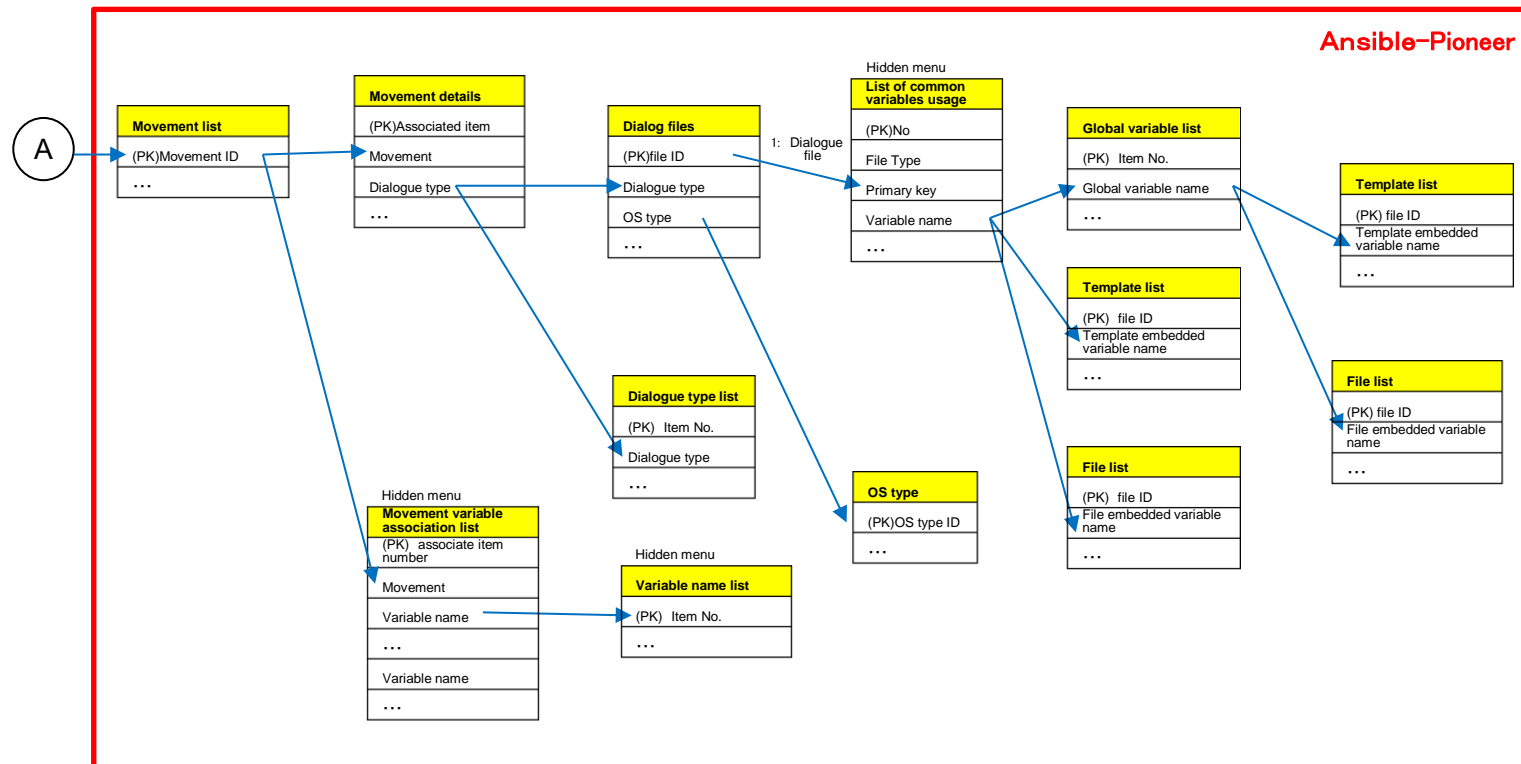 Ansible-Pioneer
A
Movement list
(PK)Movement ID
...
Movement details
(PK)Associated item
Movement
Dialogue type
...
Dialog files
(PK)file ID
Dialogue type
OS type
...
1: Dialogue
file
Hidden menu
List of common
variables usage
(PK)No
File Type
Primary key
Variable name
...
Global variable list
(PK) Item No.
Global variable name
...
Template list
(PK) file ID
Template embedded
variable name
...
Template list
(PK) file ID
Template embedded
variable name
...
File list
(PK) file ID
File embedded variable
name
...
File list
(PK) file ID
File embedded variable
name
...
Dialogue type list
(PK) Item No.
Dialogue type
...
OS type
(PK)OS type ID
...
Hidden menu
Movement variable
association list
(PK) associate item
number
Movement
Variable name
...
Variable name
...
Hidden menu
Variable name list
(PK) Item No.
...